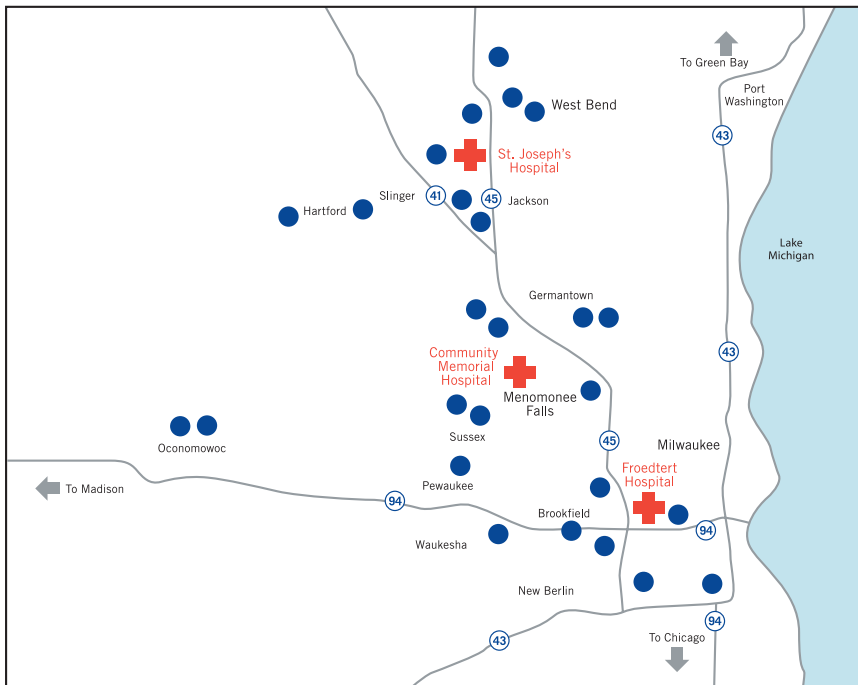 To Green Bay
Port
Washington
West Bend
43
St. Joseph's
Hospital
Slinger
41
45
Jackson
Hartford
Lake
Michigan
Germantown
43
Community
Memorial
Hospital
Menomonee
Falls
Sussex
45
Milwaukee
Oconomowoc
Froedtert
Hospital
Pewaukee
To Madison
94
Brookfield
94
Waukesha
New Berlin
94
43
To Chicago